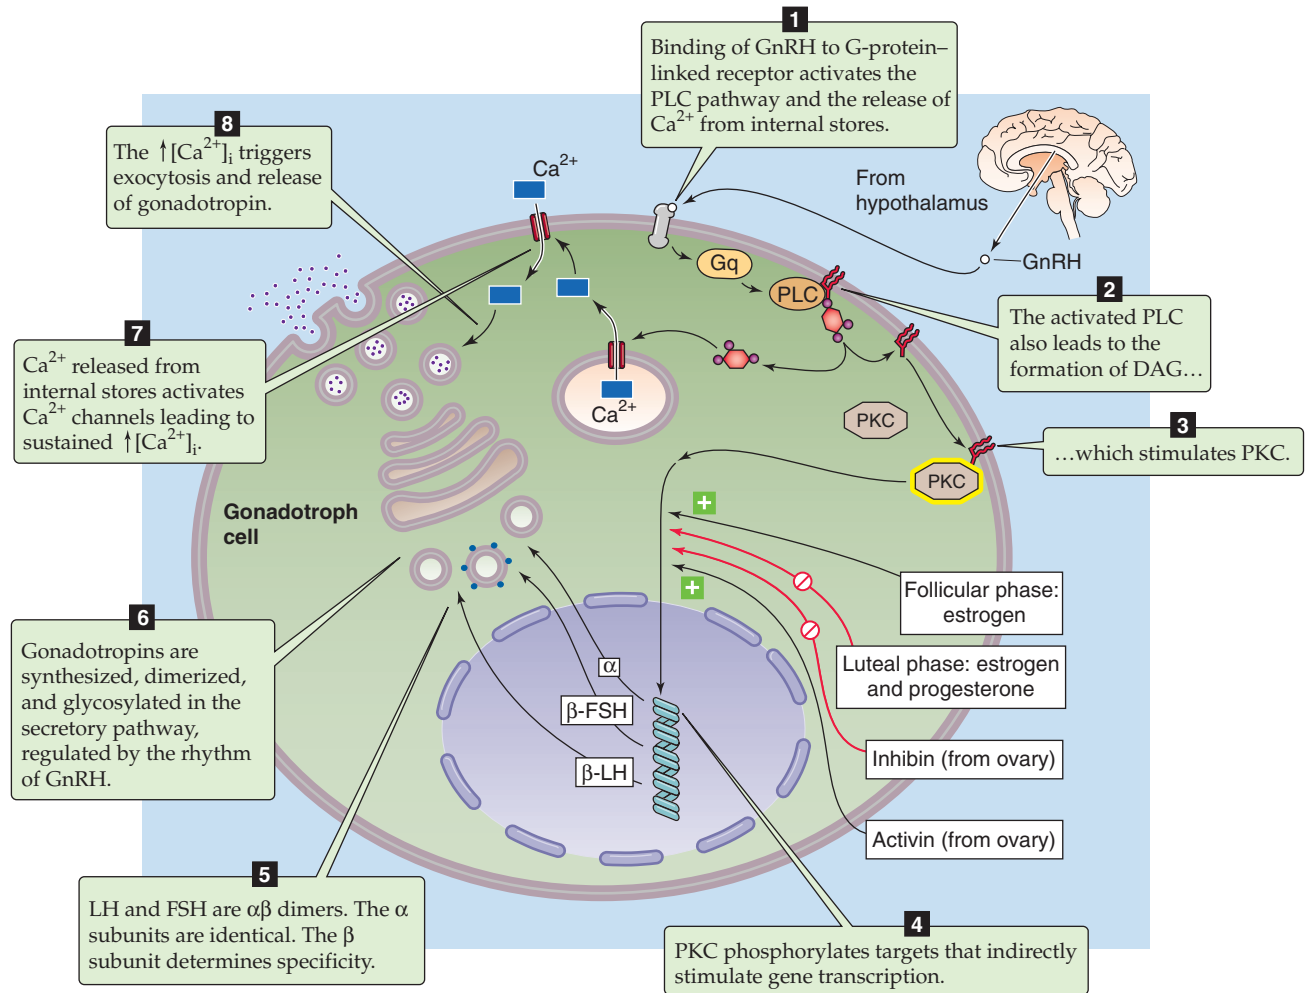 1
Binding of GnRH to G-protein–
linked receptor activates the
PLC pathway and the release of
Ca²⁺ from internal stores.
8
The ↑[Ca²⁺]ᵢ triggers
exocytosis and release
of gonadotropin.
Ca²⁺
From
hypothalamus
GnRH
Gq
PLC
2
The activated PLC
also leads to the
formation of DAG…
7
Ca²⁺ released from
internal stores activates
Ca²⁺ channels leading to
sustained ↑[Ca²⁺]ᵢ.
Ca²⁺
PKC
3
…which stimulates PKC.
PKC
Gonadotroph
cell
+
+
Follicular phase:
estrogen
Luteal phase: estrogen
and progesterone
Inhibin (from ovary)
Activin (from ovary)
α
β-FSH
β-LH
6
Gonadotropins are
synthesized, dimerized,
and glycosylated in the
secretory pathway,
regulated by the rhythm
of GnRH.
5
LH and FSH are αβ dimers. The α
subunits are identical. The β
subunit determines specificity.
4
PKC phosphorylates targets that indirectly
stimulate gene transcription.